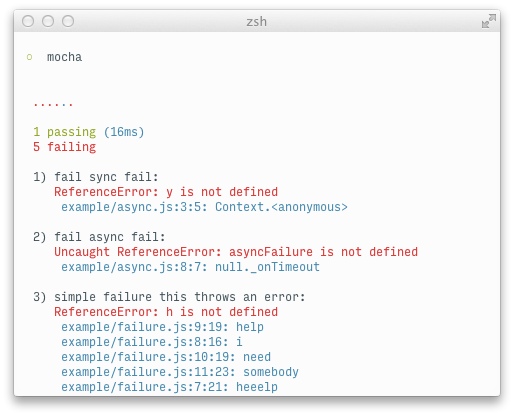 zsh
mocha
......
1 passing (16ms)
5 failing
1) fail sync fail:
ReferenceError: y is not defined
example/async.js:3:5: Context.<anonymous>
2) fail async fail:
Uncaught ReferenceError: asyncFailure is not defined
example/async.js:8:7: null._onTimeout
3) simple failure this throws an error:
ReferenceError: h is not defined
example/failure.js:9:19: help
example/failure.js:8:16: i
example/failure.js:10:19: need
example/failure.js:11:23: somebody
example/failure.js:7:21: heeelp